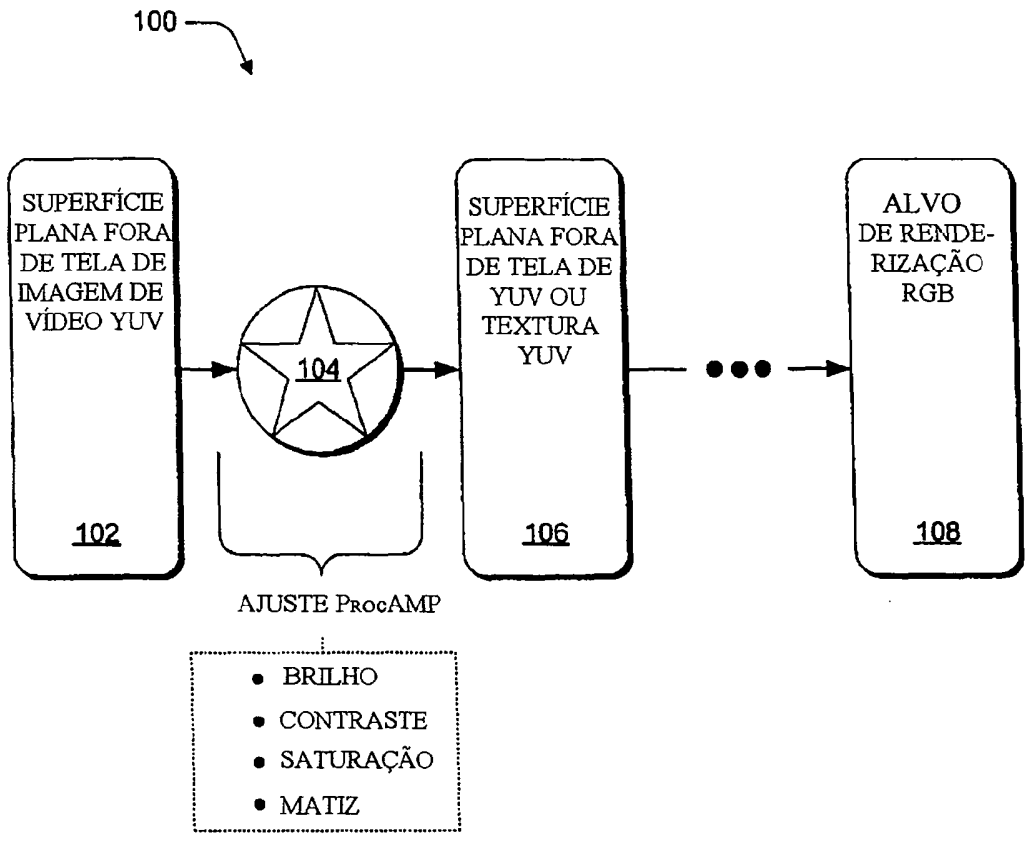 100
SUPERFÍCIE
PLANA FORA
DE TELA DE
IMAGEM DE
VÍDEO YUV
102
104
SUPERFÍCIE
PLANA FORA
DE TELA DE
YUV OU
TEXTURA
YUV
106
ALVO
DE RENDE-
RIZAÇÃO
RGB
108
AJUSTE PROCAMP
• BRILHO
• CONTRASTE
• SATURAÇÃO
• MATIZ